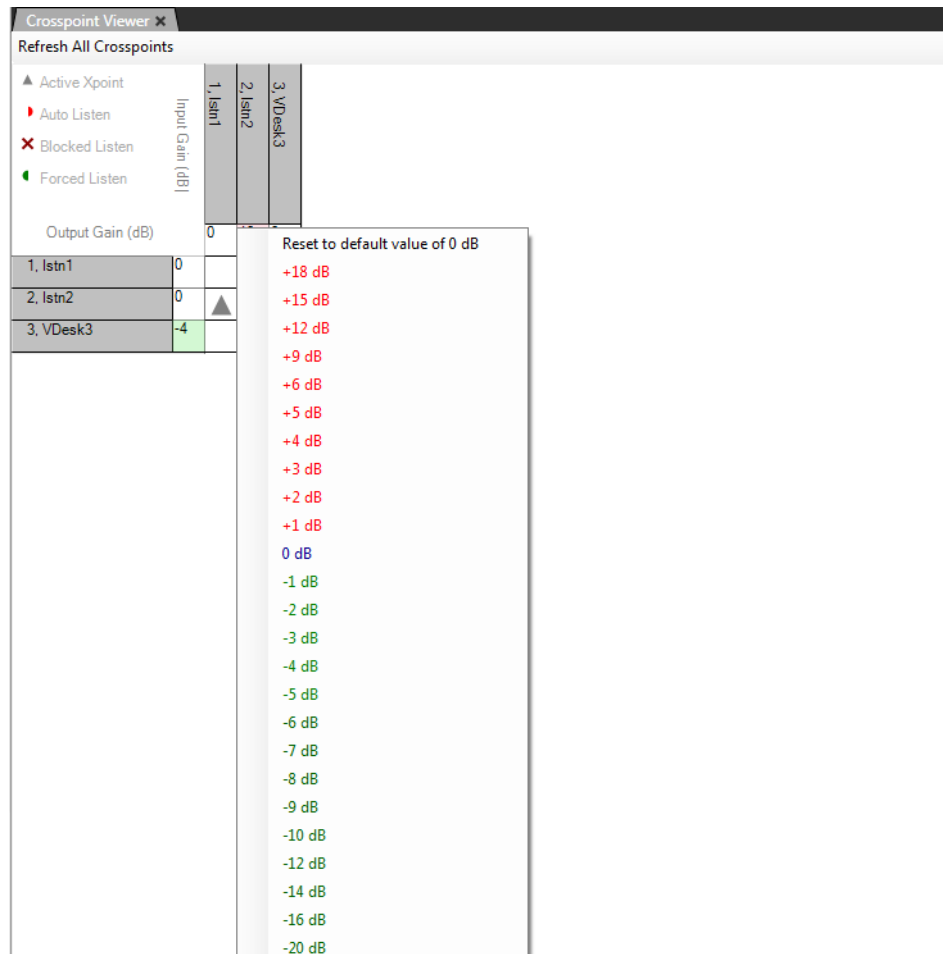 Crosspoint Viewer ×
Refresh All Crosspoints
Active Xpoint
Auto Listen
Blocked Listen
Forced Listen
Input Gain (dB)
1, Istn1
2, Istn2
3, VDesk3
Output Gain (dB)
0
1, Istn1
0
2, Istn2
0
3, VDesk3
-4
Reset to default value of 0 dB
+18 dB
+15 dB
+12 dB
+9 dB
+6 dB
+5 dB
+4 dB
+3 dB
+2 dB
+1 dB
0 dB
-1 dB
-2 dB
-3 dB
-4 dB
-5 dB
-6 dB
-7 dB
-8 dB
-9 dB
-10 dB
-12 dB
-14 dB
-16 dB
-20 dB